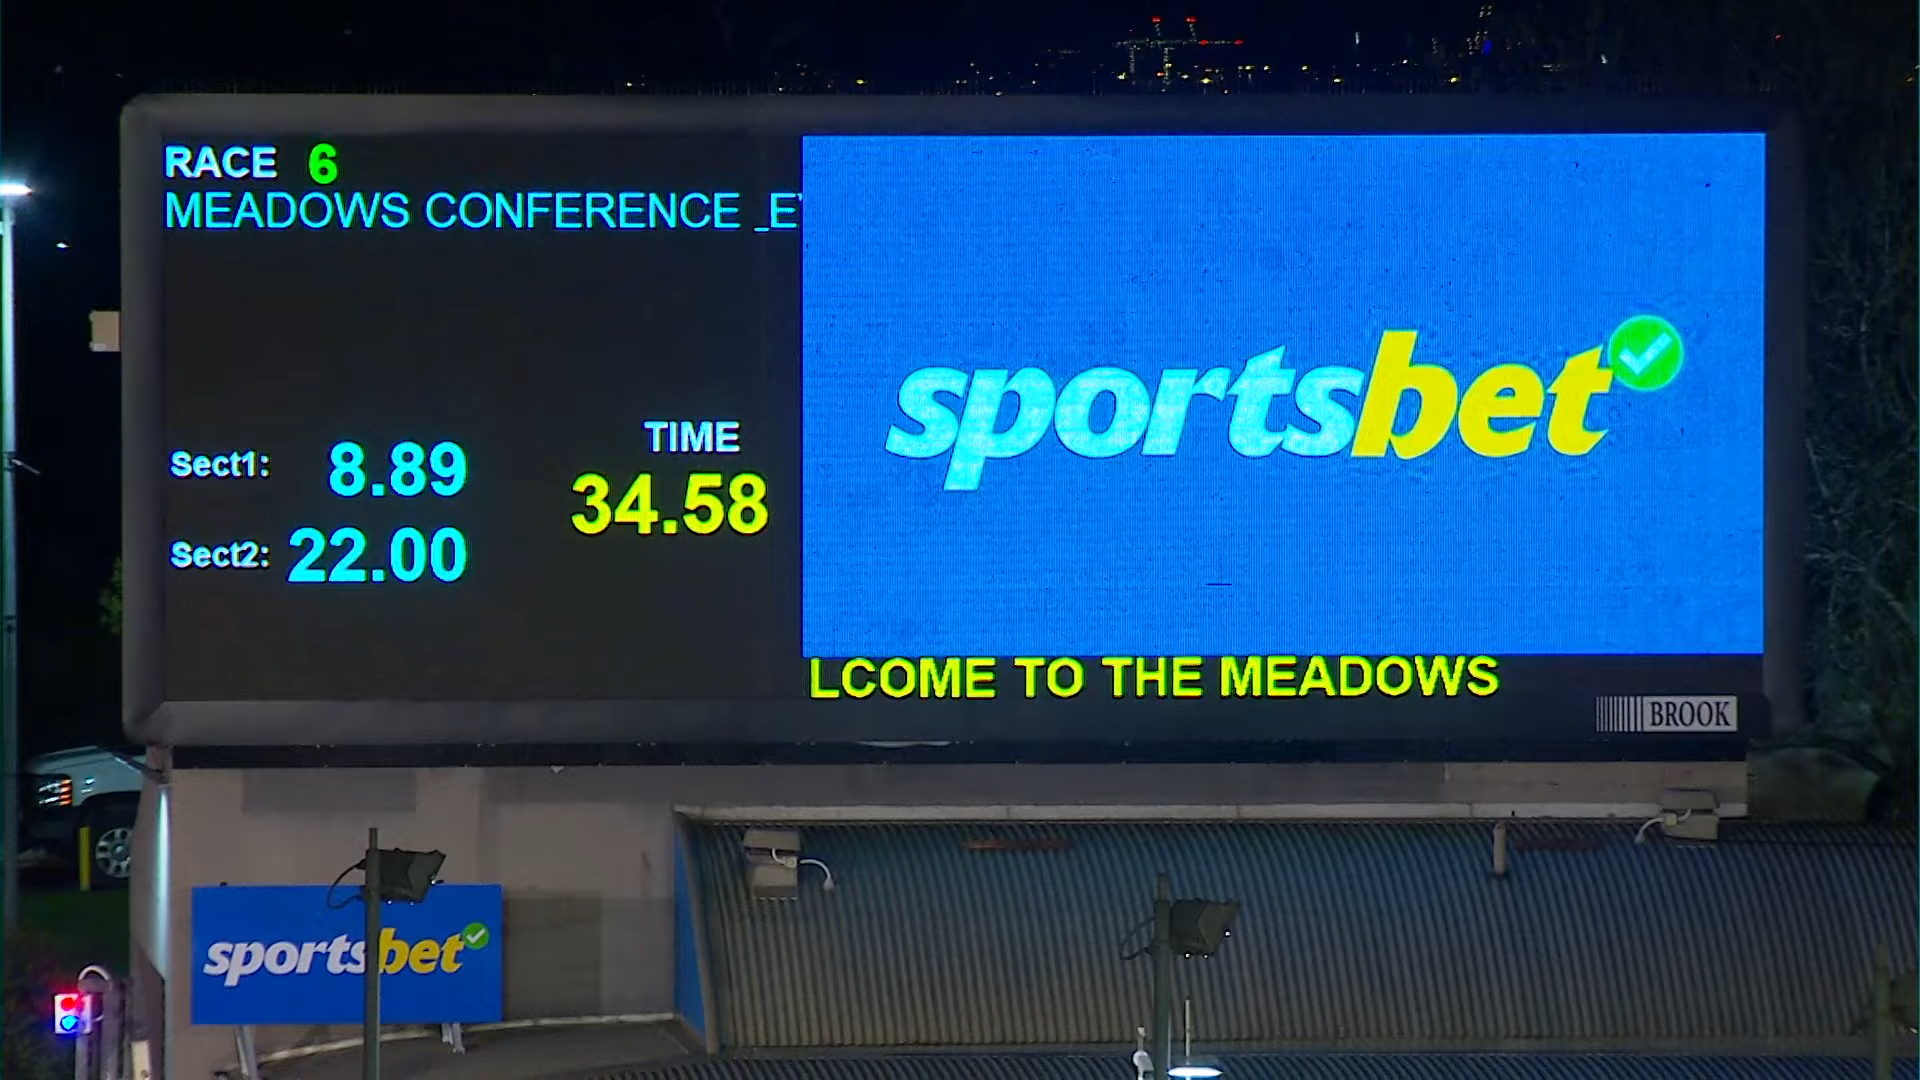 RACE 6
MEADOWS CONFERENCE _E
Sect1: 8.89
TIME
34.58
Sect2: 22.00
sportsbet
LCOME TO THE MEADOWS
BROOK
sportsbet